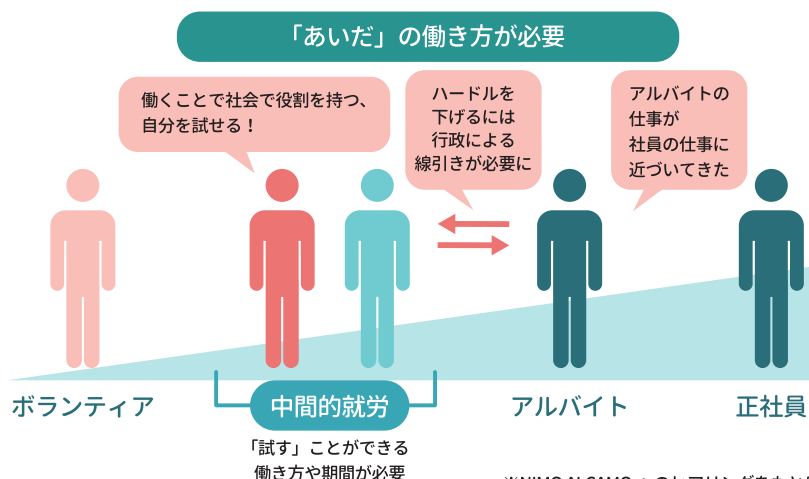 「あいだ」の働き方が必要
働くことで社会で役割を持つ、
自分を試せる！
ハードルを
下げるには
行政による
線引きが必要に
アルバイトの
仕事が
社員の仕事に
近づいてきた
ボランティア
中間的就労
アルバイト
正社員
「試す」ことができる
働き方や期間が必要